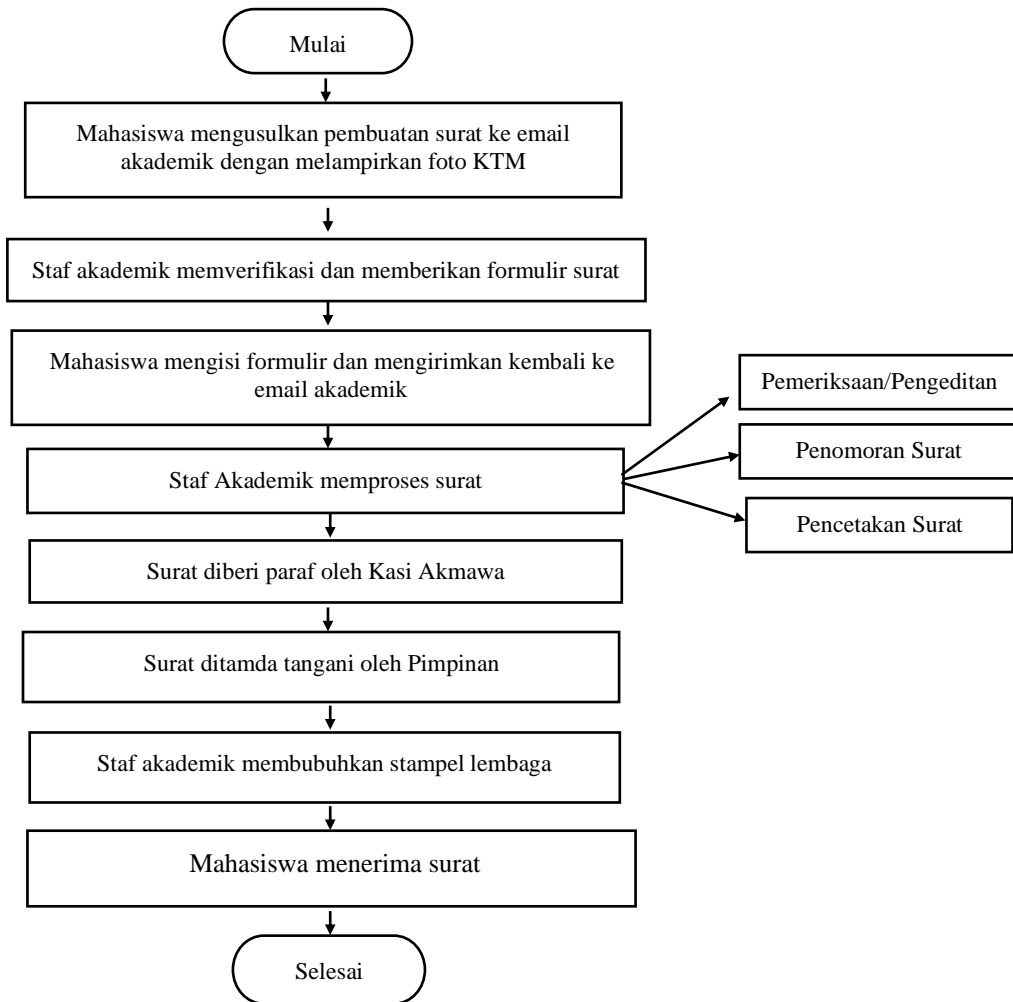 Mulai
Mahasiswa mengusulkan pembuatan surat ke email
akademik dengan melampirkan foto KTM
Staf akademik memverifikasi dan memberikan formulir surat
Mahasiswa mengisi formulir dan mengirimkan kembali ke
email akademik
Staf Akademik memproses surat
Pemeriksaan/Pengeditan
Penomoran Surat
Pencetakan Surat
Surat diberi paraf oleh Kasi Akmawa
Surat ditamda tangani oleh Pimpinan
Staf akademik membubuhkan stampel lembaga
Mahasiswa menerima surat
Selesai